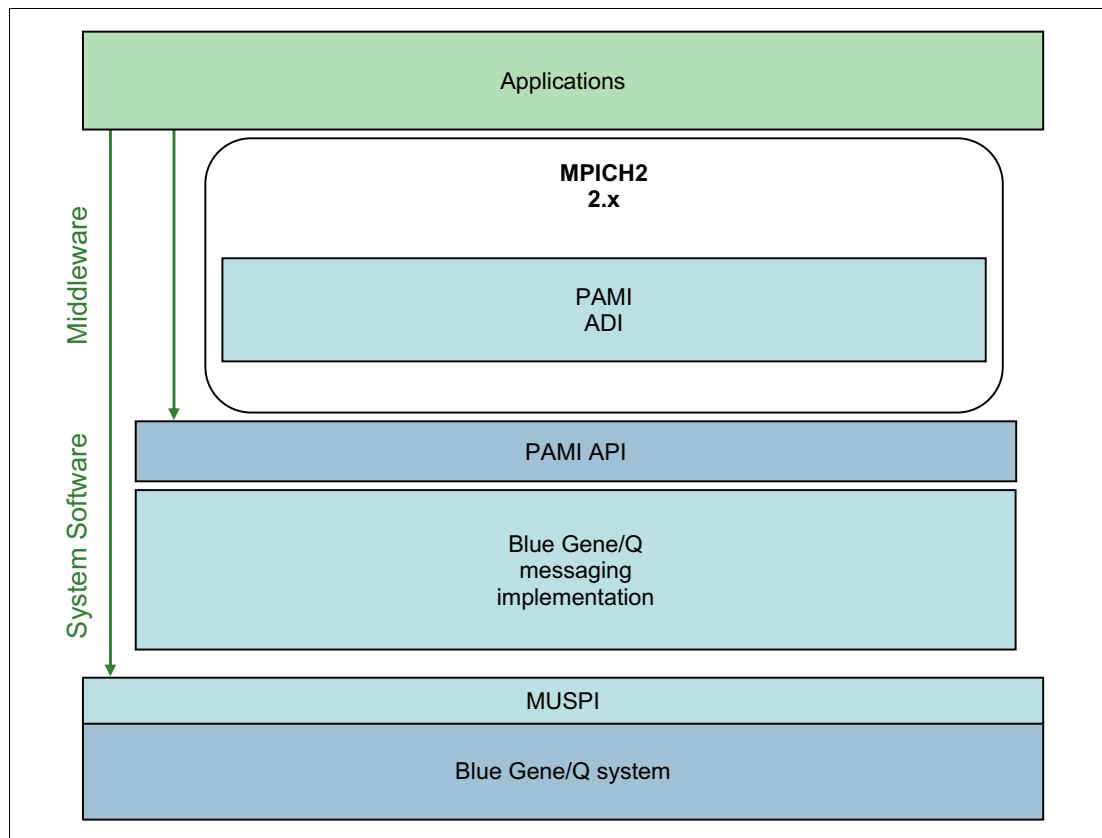 Applications
MPICH2
2.x
Middleware
PAMI
ADI
PAMI API
System Software
Blue Gene/Q
messaging
implementation
MUSPI
Blue Gene/Q system